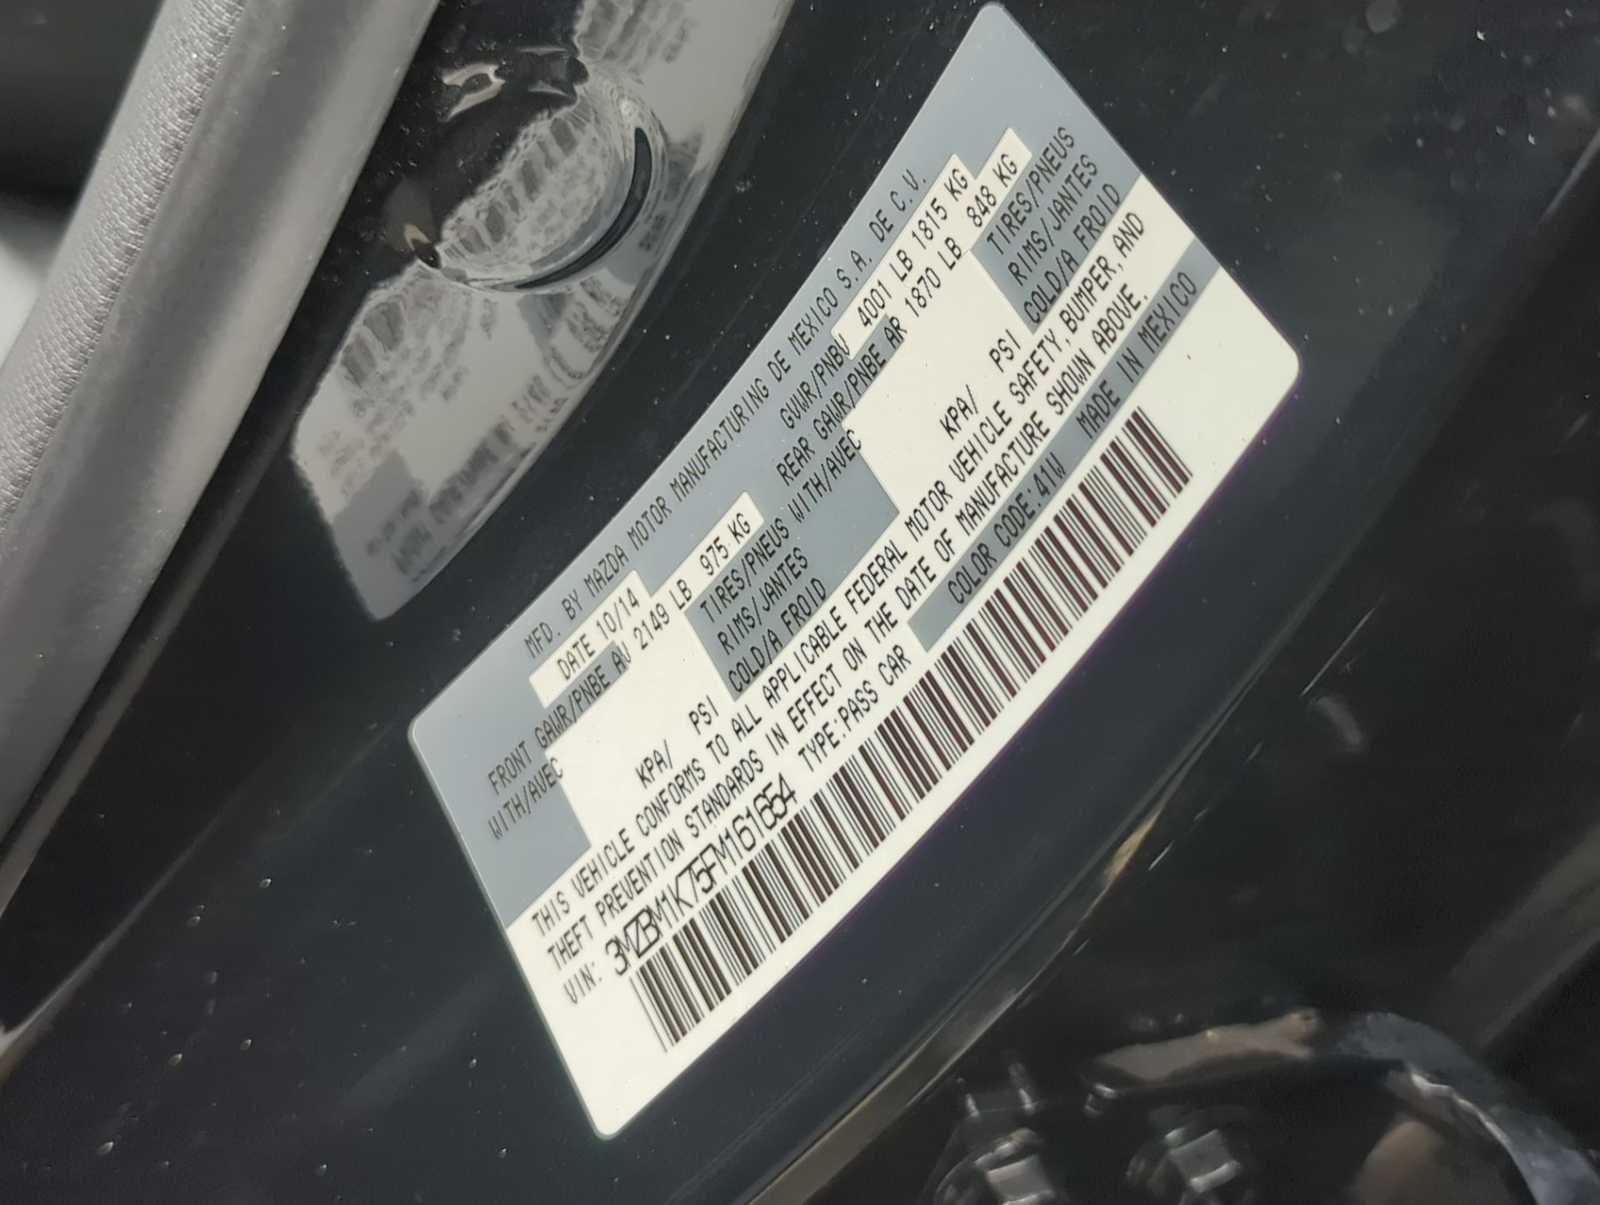 MFD. BY MAZDA MOTOR MANUFACTURING DE MEXICO S.A. DE C.V.
DATE 10/14 GVWR/PNBV 4001 LB 1815 KG
FRONT GAWR/PNBE AV 2149 LB 975 KG REAR GAWR/PNBE AR 1870 LB 848 KG
WITH/AVEC TIRES/PNEUS WITH/AVEC TIRES/PNEUS
RIMS/JANTES RIMS/JANTES
KPA/ PSI COLD/A FROID KPA/ PSI COLD/A FROID
THIS VEHICLE CONFORMS TO ALL APPLICABLE FEDERAL MOTOR VEHICLE SAFETY, BUMPER, AND
THEFT PREVENTION STANDARDS IN EFFECT ON THE DATE OF MANUFACTURE SHOWN ABOVE.
VIN: 3MZBM1K75FM161654 TYPE:PASS CAR COLOR CODE:41W MADE IN MEXICO